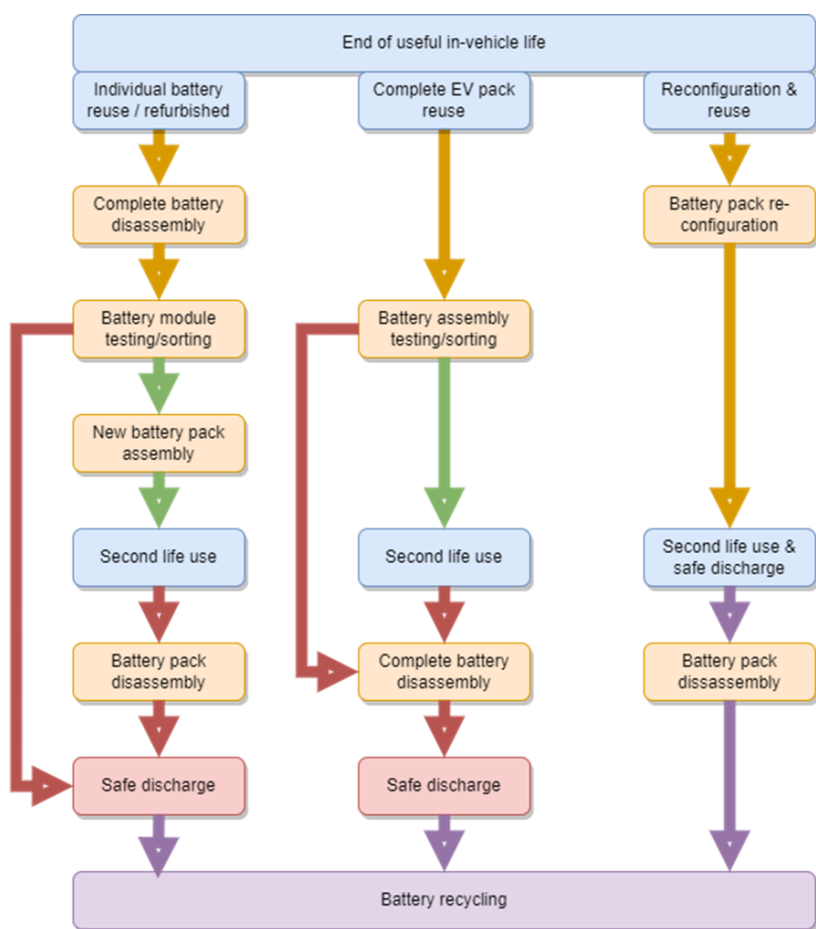 End of useful in-vehicle life
Individual battery
reuse / refurbished
Complete EV pack
reuse
Reconfiguration &
reuse
Complete battery
disassembly
Battery pack re-
configuration
Battery module
testing/sorting
Battery assembly
testing/sorting
New battery pack
assembly
Second life use
Second life use
Second life use &
safe discharge
Battery pack
disassembly
Complete battery
disassembly
Battery pack
dissassembly
Safe discharge
Safe discharge
Battery recycling